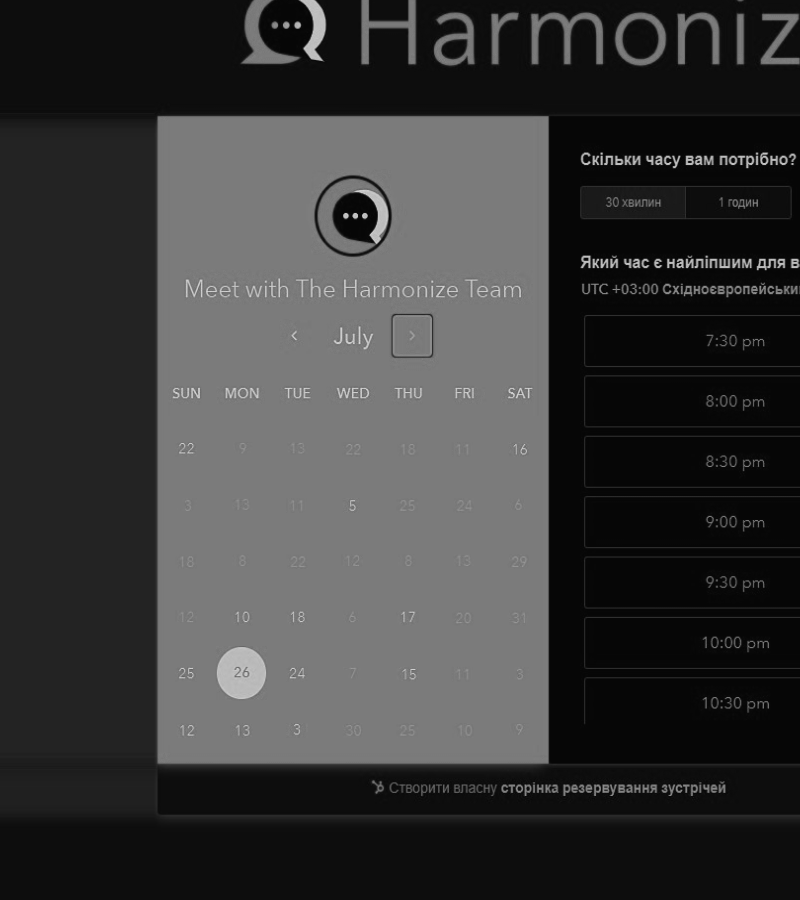 Harmoniz
Meet with The Harmonize Team
July
SUN MON TUE WED THU FRI SAT
22 9 13 22 18 11 16
3 13 11 5 25 24 6
18 8 22 12 8 13 29
12 10 18 6 17 20 31
25 26 24 7 15 11 3
12 13 3 30 25 10 9
Скільки часу вам потрібно?
30 хвилин 1 годин
Який час є найліпшим для в
UTC +03:00 Східноєвропейськи
7:30 pm
8:00 pm
8:30 pm
9:00 pm
9:30 pm
10:00 pm
10:30 pm
Створити власну сторінка резервування зустрічей